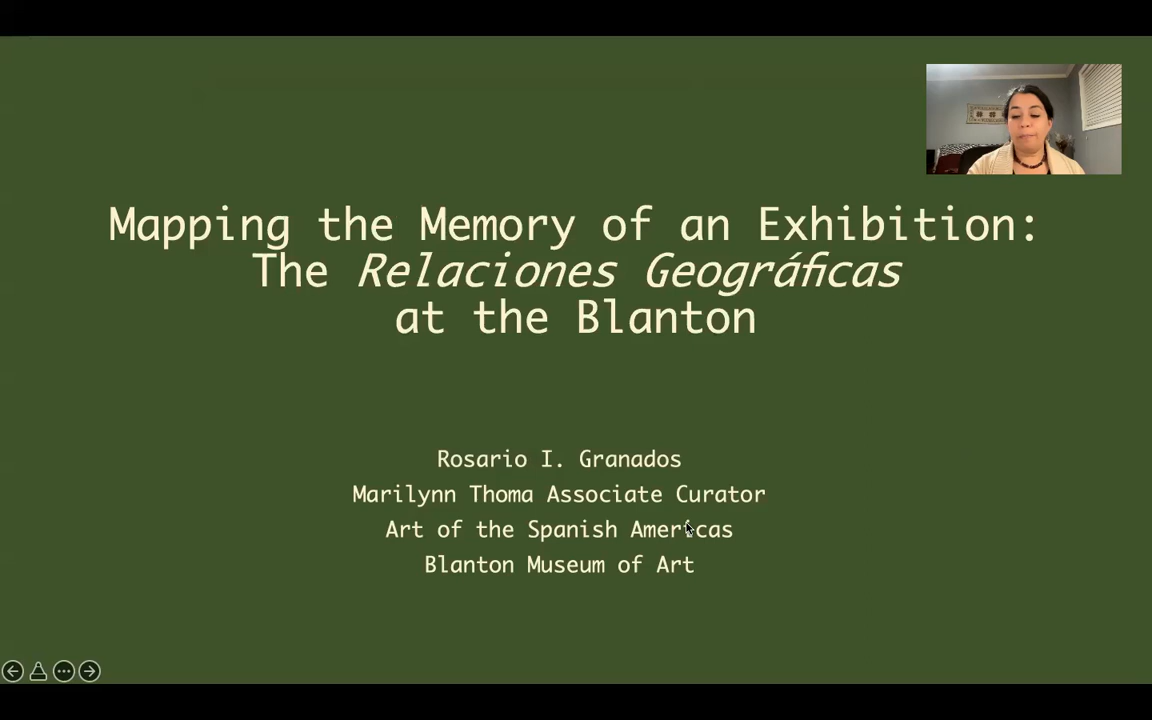 Mapping the Memory of an Exhibition:
The Relaciones Geográficas
at the Blanton
Rosario I. Granados
Marilynn Thoma Associate Curator
Art of the Spanish Americas
Blanton Museum of Art